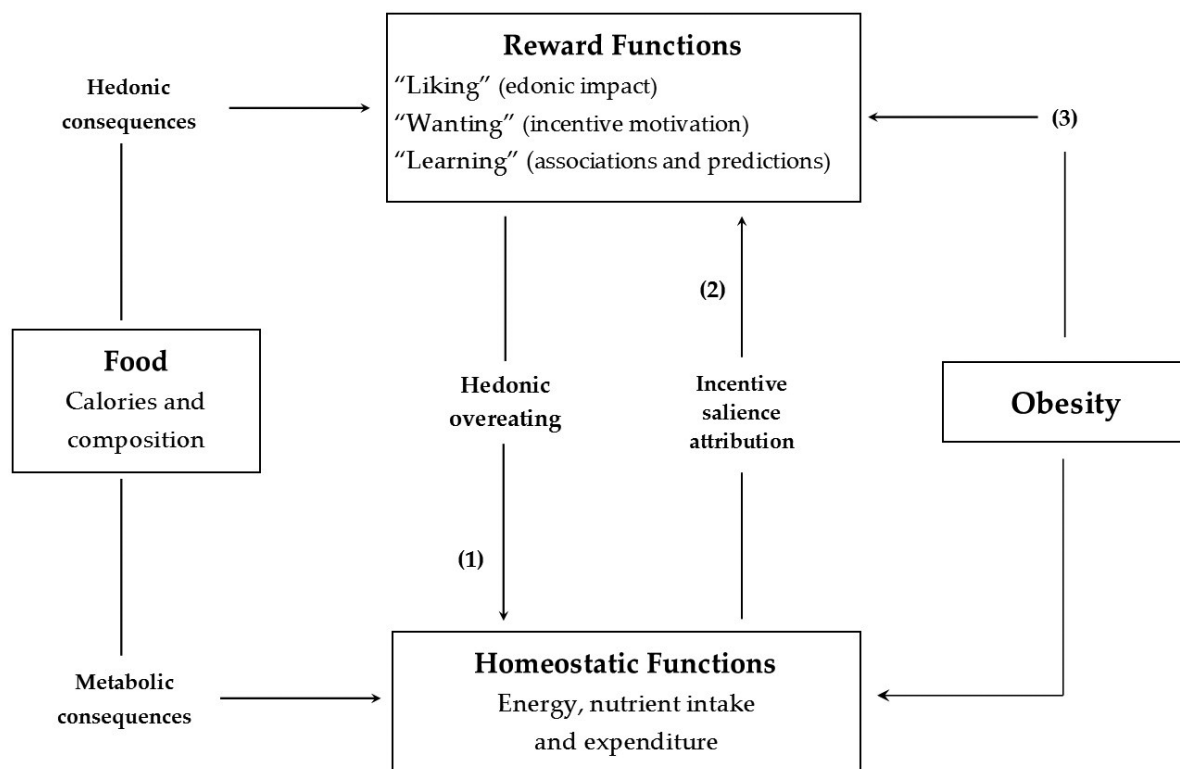 Reward Functions
“Liking” (edonic impact)
“Wanting” (incentive motivation)
“Learning” (associations and predictions)
Hedonic
consequences
(3)
(2)
Food
Calories and
composition
Hedonic
overeating
Incentive
salience
attribution
Obesity
(1)
Homeostatic Functions
Energy, nutrient intake
and expenditure
Metabolic
consequences